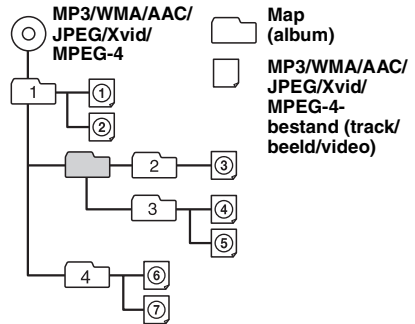 MP3/WMA/AAC/
JPEG/Xvid/
MPEG-4
Map
(album)
MP3/WMA/AAC/
JPEG/Xvid/
MPEG-4-
bestand (track/
beeld/video)
1
①
②
2
③
3
④
⑤
4
⑥
⑦